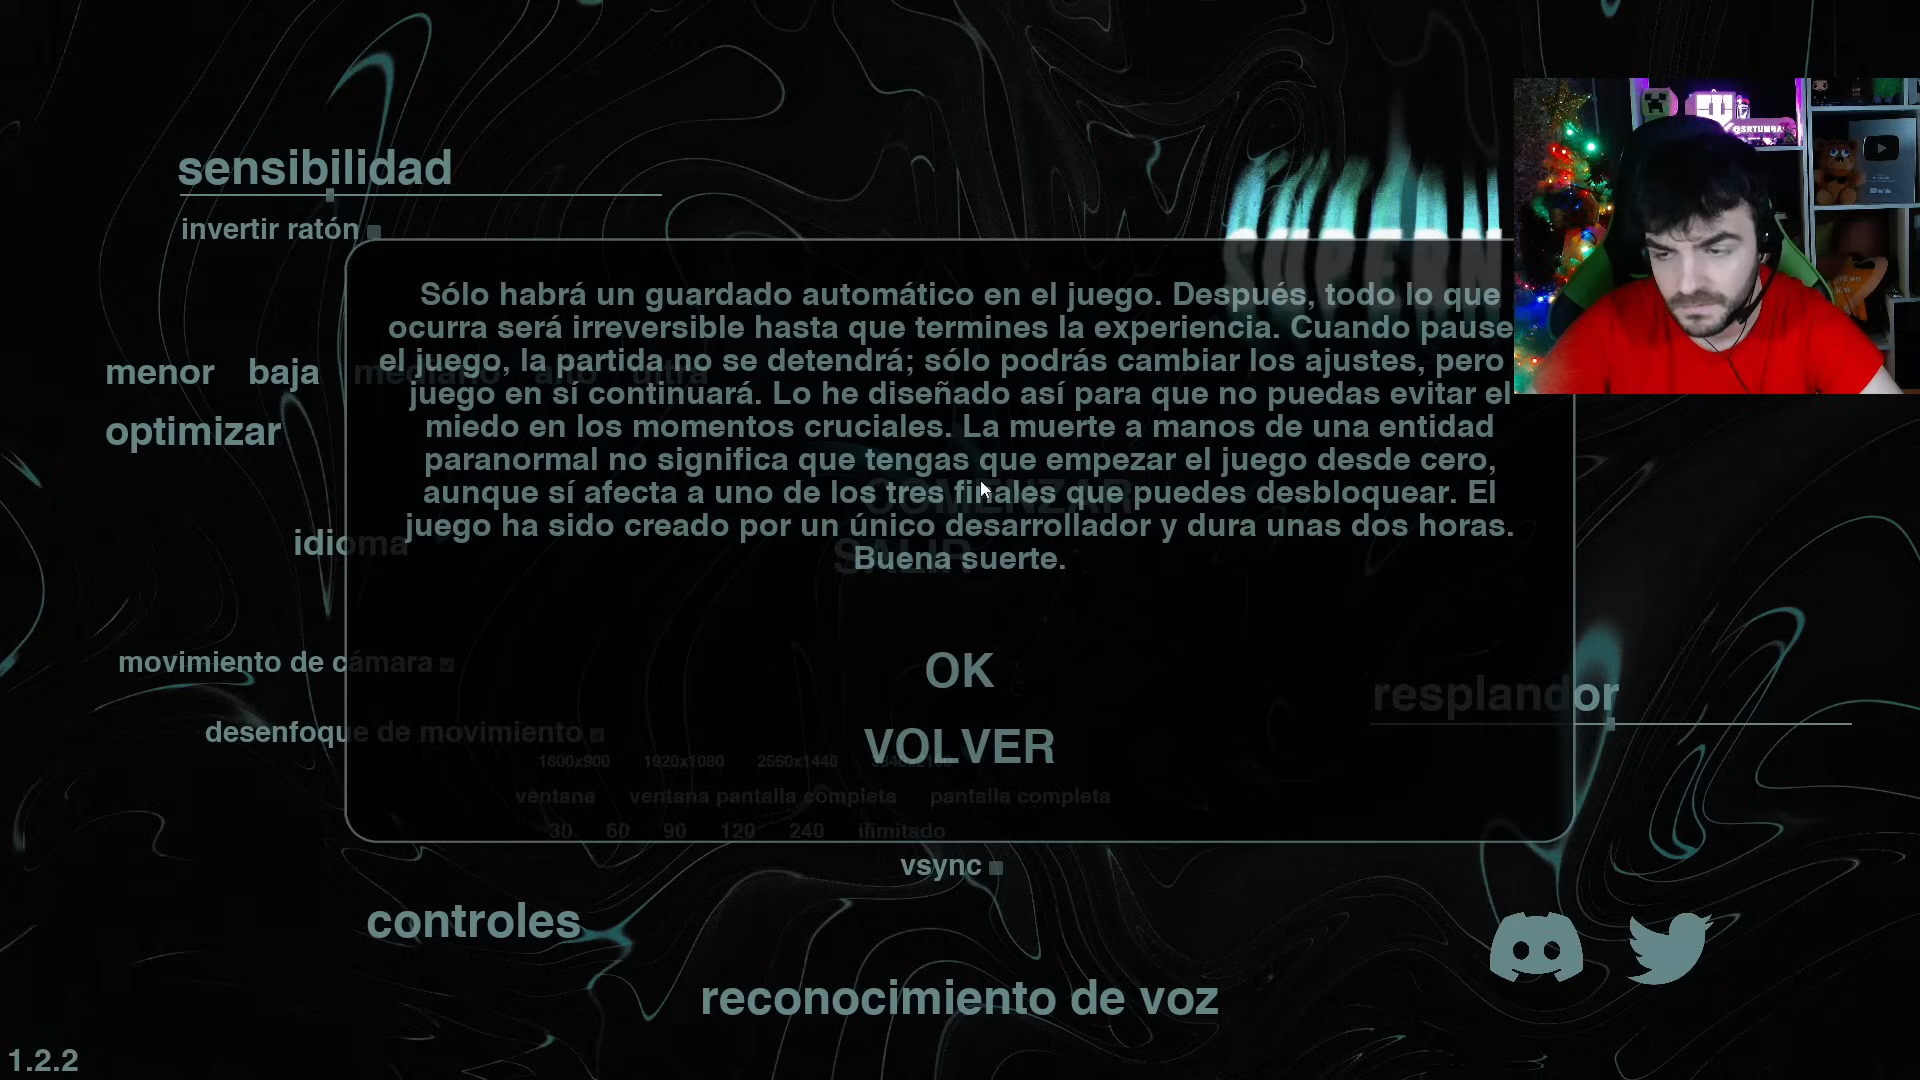 sensibilidad
invertir ratón
SUPERN
Sólo habrá un guardado automático en el juego. Después, todo lo que
ocurra será irreversible hasta que termines la experiencia. Cuando pause
el juego, la partida no se detendrá; sólo podrás cambiar los ajustes, pero
juego en sí continuará. Lo he diseñado así para que no puedas evitar el
miedo en los momentos cruciales. La muerte a manos de una entidad
paranormal no significa que tengas que empezar el juego desde cero,
aunque sí afecta a uno de los tres finales que puedes desbloquear. El
juego ha sido creado por un único desarrollador y dura unas dos horas.
Buena suerte.
menor baja mediano alto ultra
optimizar
COMENZAR
SALIR
idioma
movimiento de cámara
OK
resplandor
desenfoque de movimiento
VOLVER
1600x900 1920x1080 2560x1440
ventana ventana pantalla completa pantalla completa
30 60 90 120 240 ilimitado
vsync
controles
reconocimiento de voz
1.2.2
@SRTUMBA